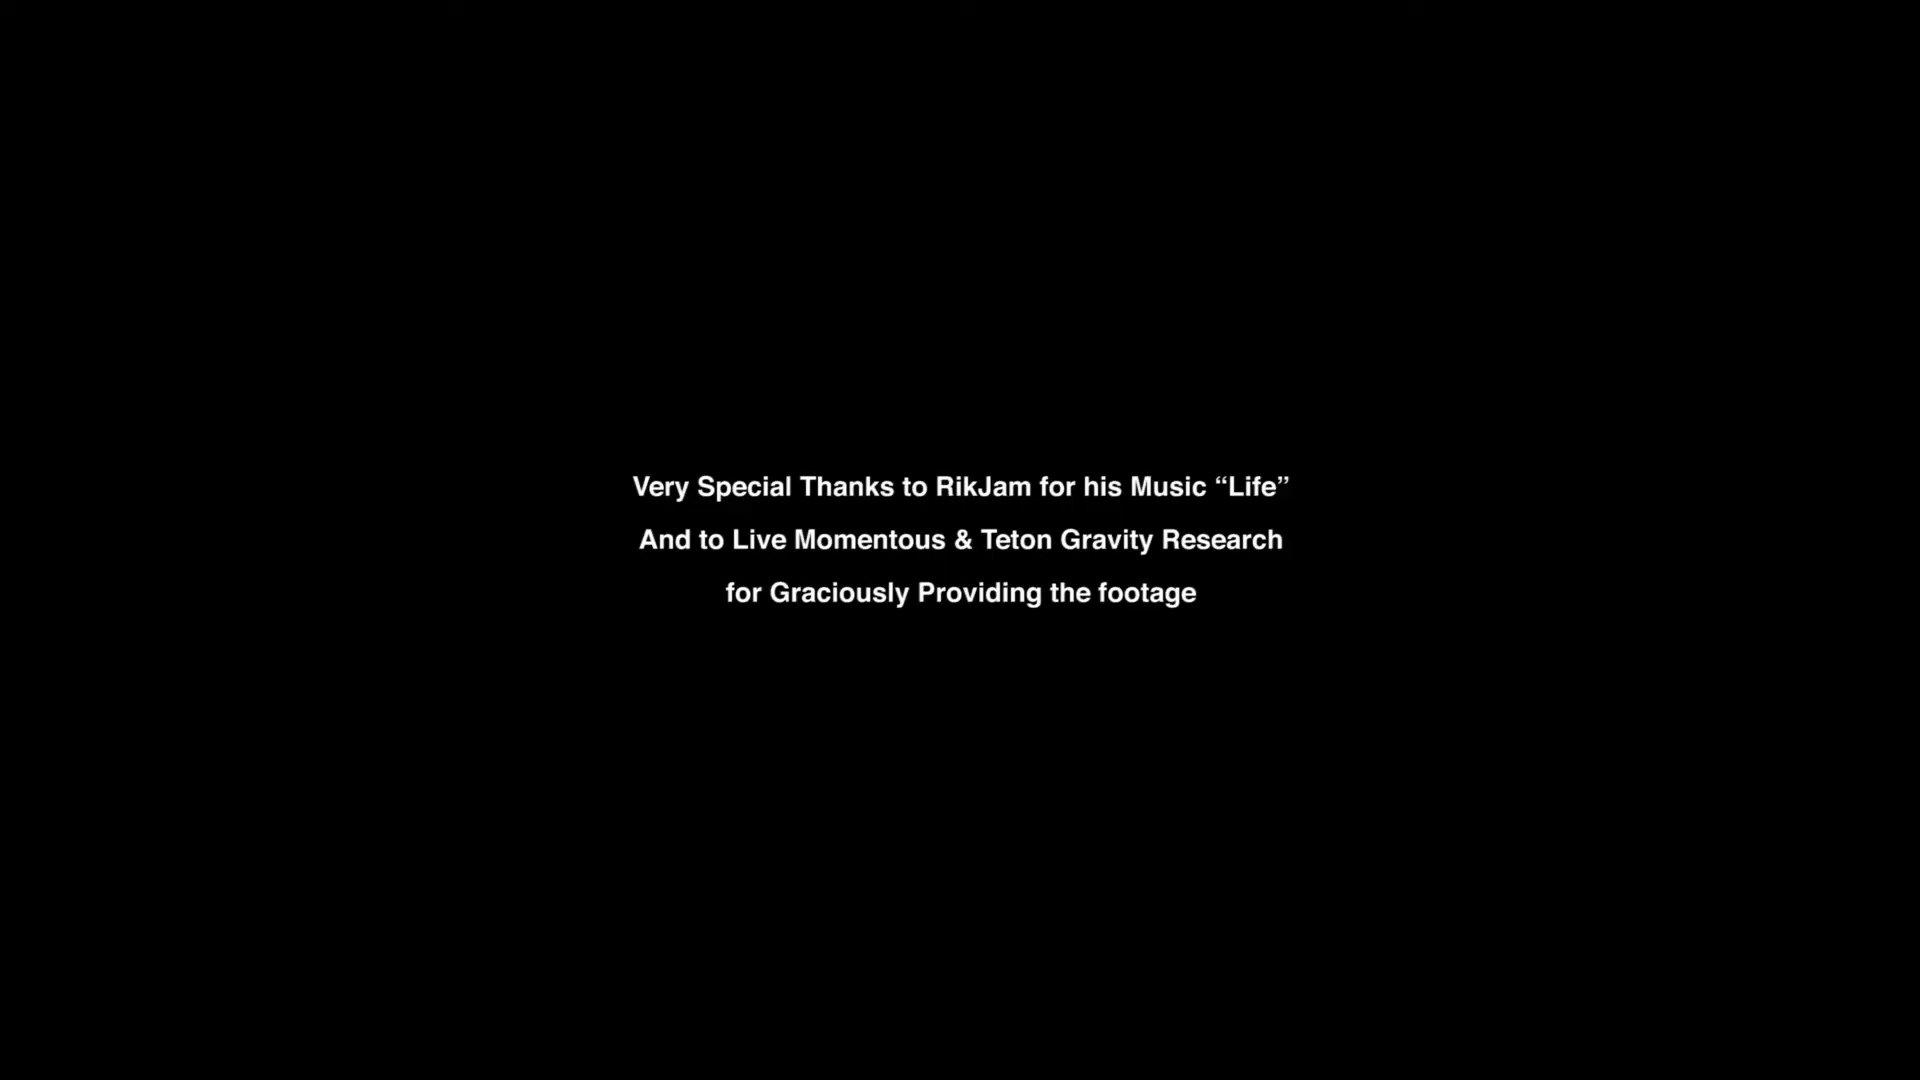 Very Special Thanks to RikJam for his Music “Life”
And to Live Momentous & Teton Gravity Research
for Graciously Providing the footage